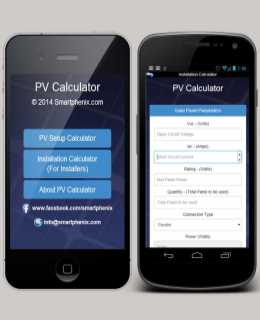 PV Calculator
© 2014 Smartphenix.com
PV Setup Calculator
Installation Calculator
(For Installers)
About PV Calculator
www.facebook.com/smartphenix
info@smartphenix.com
Installation Calculator
PV Calculator
Solar Panel Parameters
Voc - (Volts)
Open Circuit Voltage
Isc - (Amps)
Short Circuit Current
Rating - (Watts)
Watt Panel Power
Quantity - (Total Panel to be used)
Total Panel to be used
Connection Type
Parallel
Power (Watts)